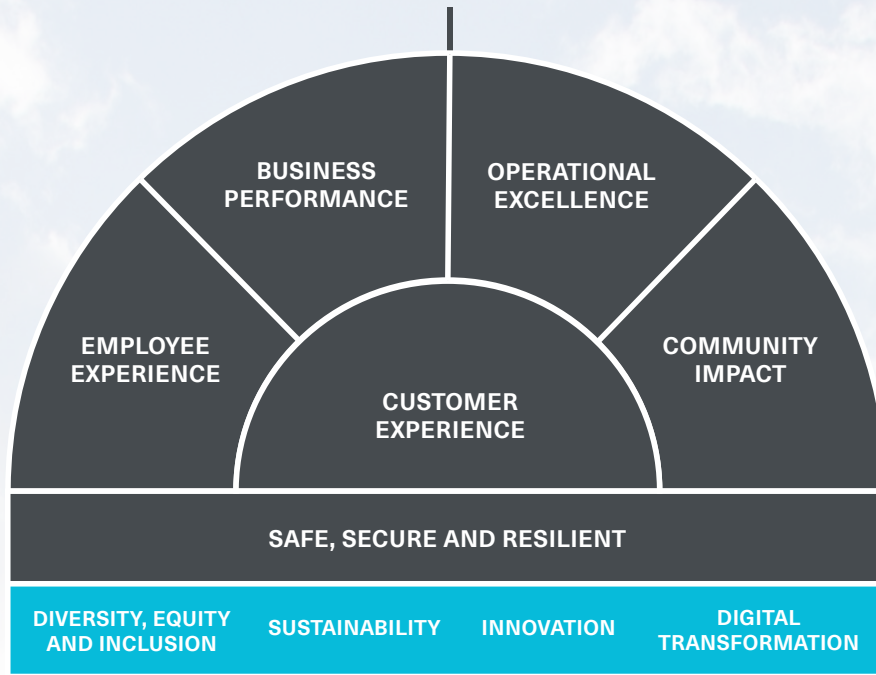 BUSINESS
PERFORMANCE
OPERATIONAL
EXCELLENCE
EMPLOYEE
EXPERIENCE
COMMUNITY
IMPACT
CUSTOMER
EXPERIENCE
SAFE, SECURE AND RESILIENT
DIVERSITY, EQUITY
AND INCLUSION
SUSTAINABILITY
INNOVATION
DIGITAL
TRANSFORMATION